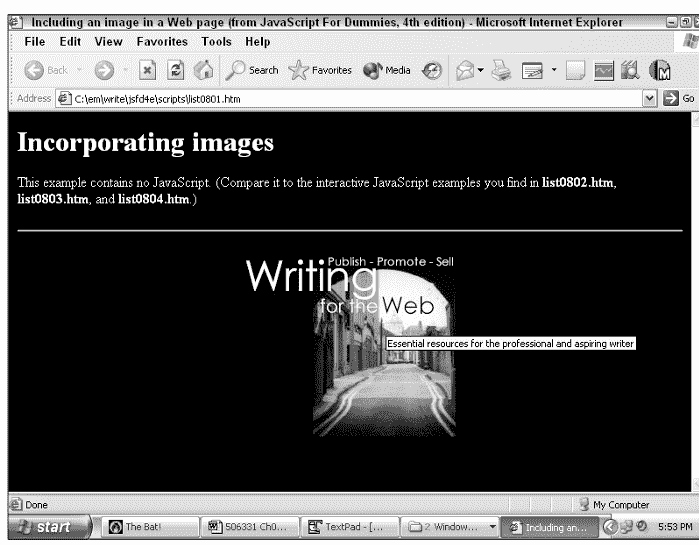 Including an image in a Web page (from JavaScript For Dummies, 4th edition) - Microsoft Internet Explorer
File Edit View Favorites Tools Help
Back Search Favorites Media
Address C:\em\write\jsfd4e\scripts\list0801.htm Go
Incorporating images
This example contains no JavaScript. (Compare it to the interactive JavaScript examples you find in list0802.htm,
list0803.htm, and list0804.htm.)
Publish - Promote - Sell
Writing
for the Web
Essential resources for the professional and aspiring writer
Done My Computer
start The Bat! 506331 Ch0... TextPad - [... 2 Window... Including an... 5:53 PM